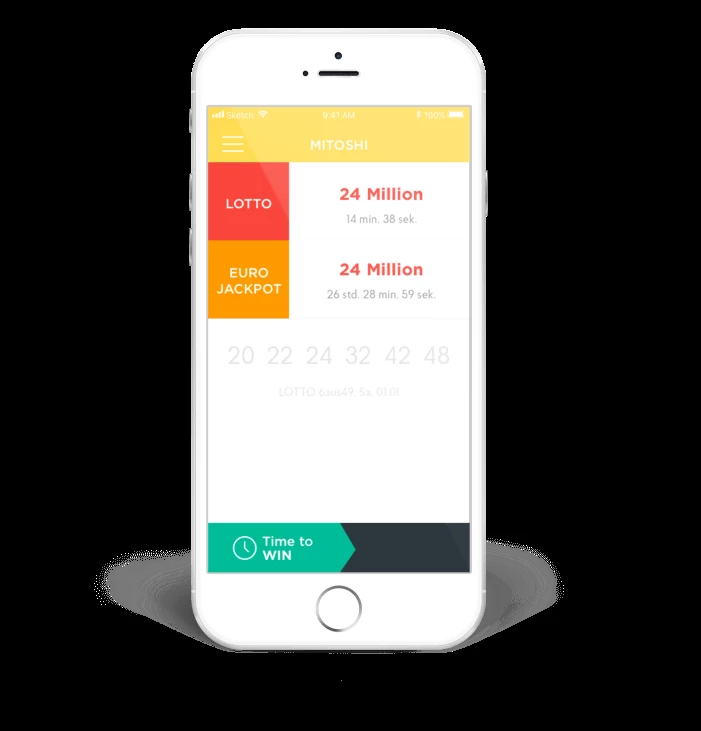 Sketch 9:41 AM 100%
MITOSHI
LOTTO
24 Million
14 min. 38 sek.
EURO
JACKPOT
24 Million
26 std. 28 min. 59 sek.
20 22 24 32 42 48
LOTTO 6aus49, Sa. 01.01
Time to
WIN